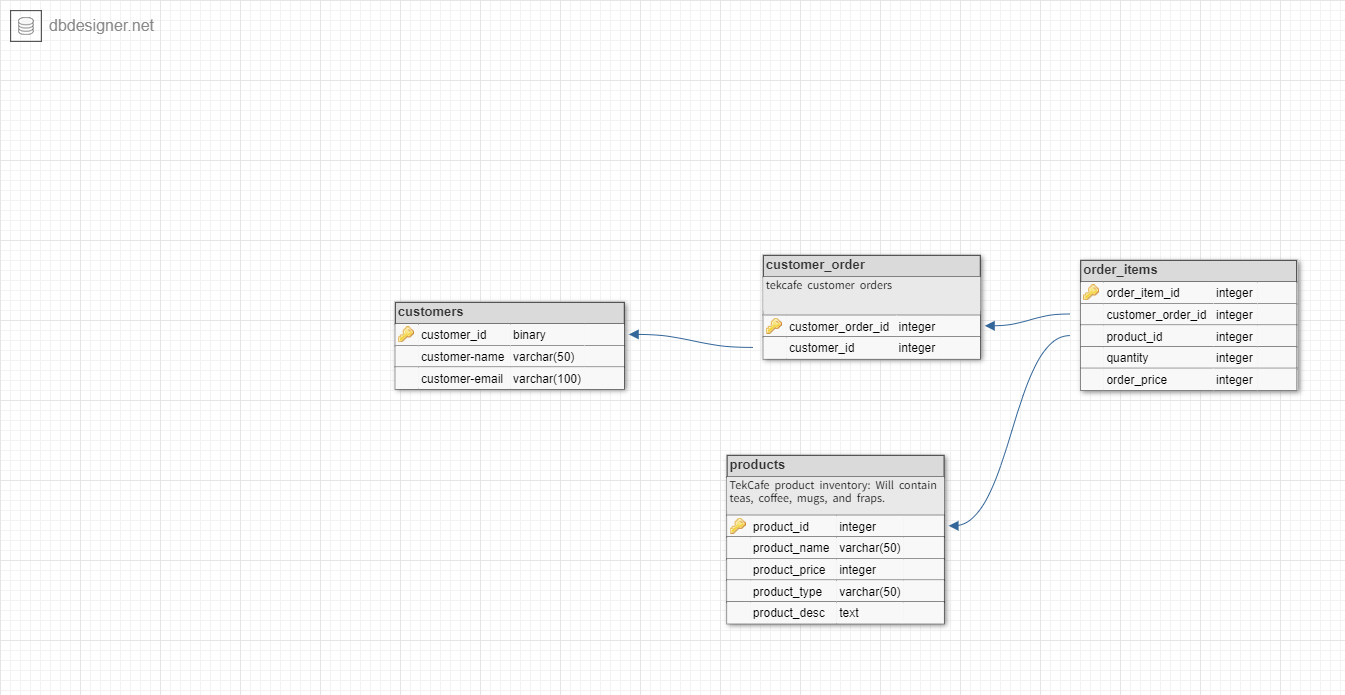 dbdesigner.net
customers
customer_id binary
customer-name varchar(50)
customer-email varchar(100)
customer_order
tekcafe customer orders
customer_order_id integer
customer_id integer
order_items
order_item_id integer
customer_order_id integer
product_id integer
quantity integer
order_price integer
products
TekCafe product inventory: Will contain
teas, coffee, mugs, and fraps.
product_id integer
product_name varchar(50)
product_price integer
product_type varchar(50)
product_desc text